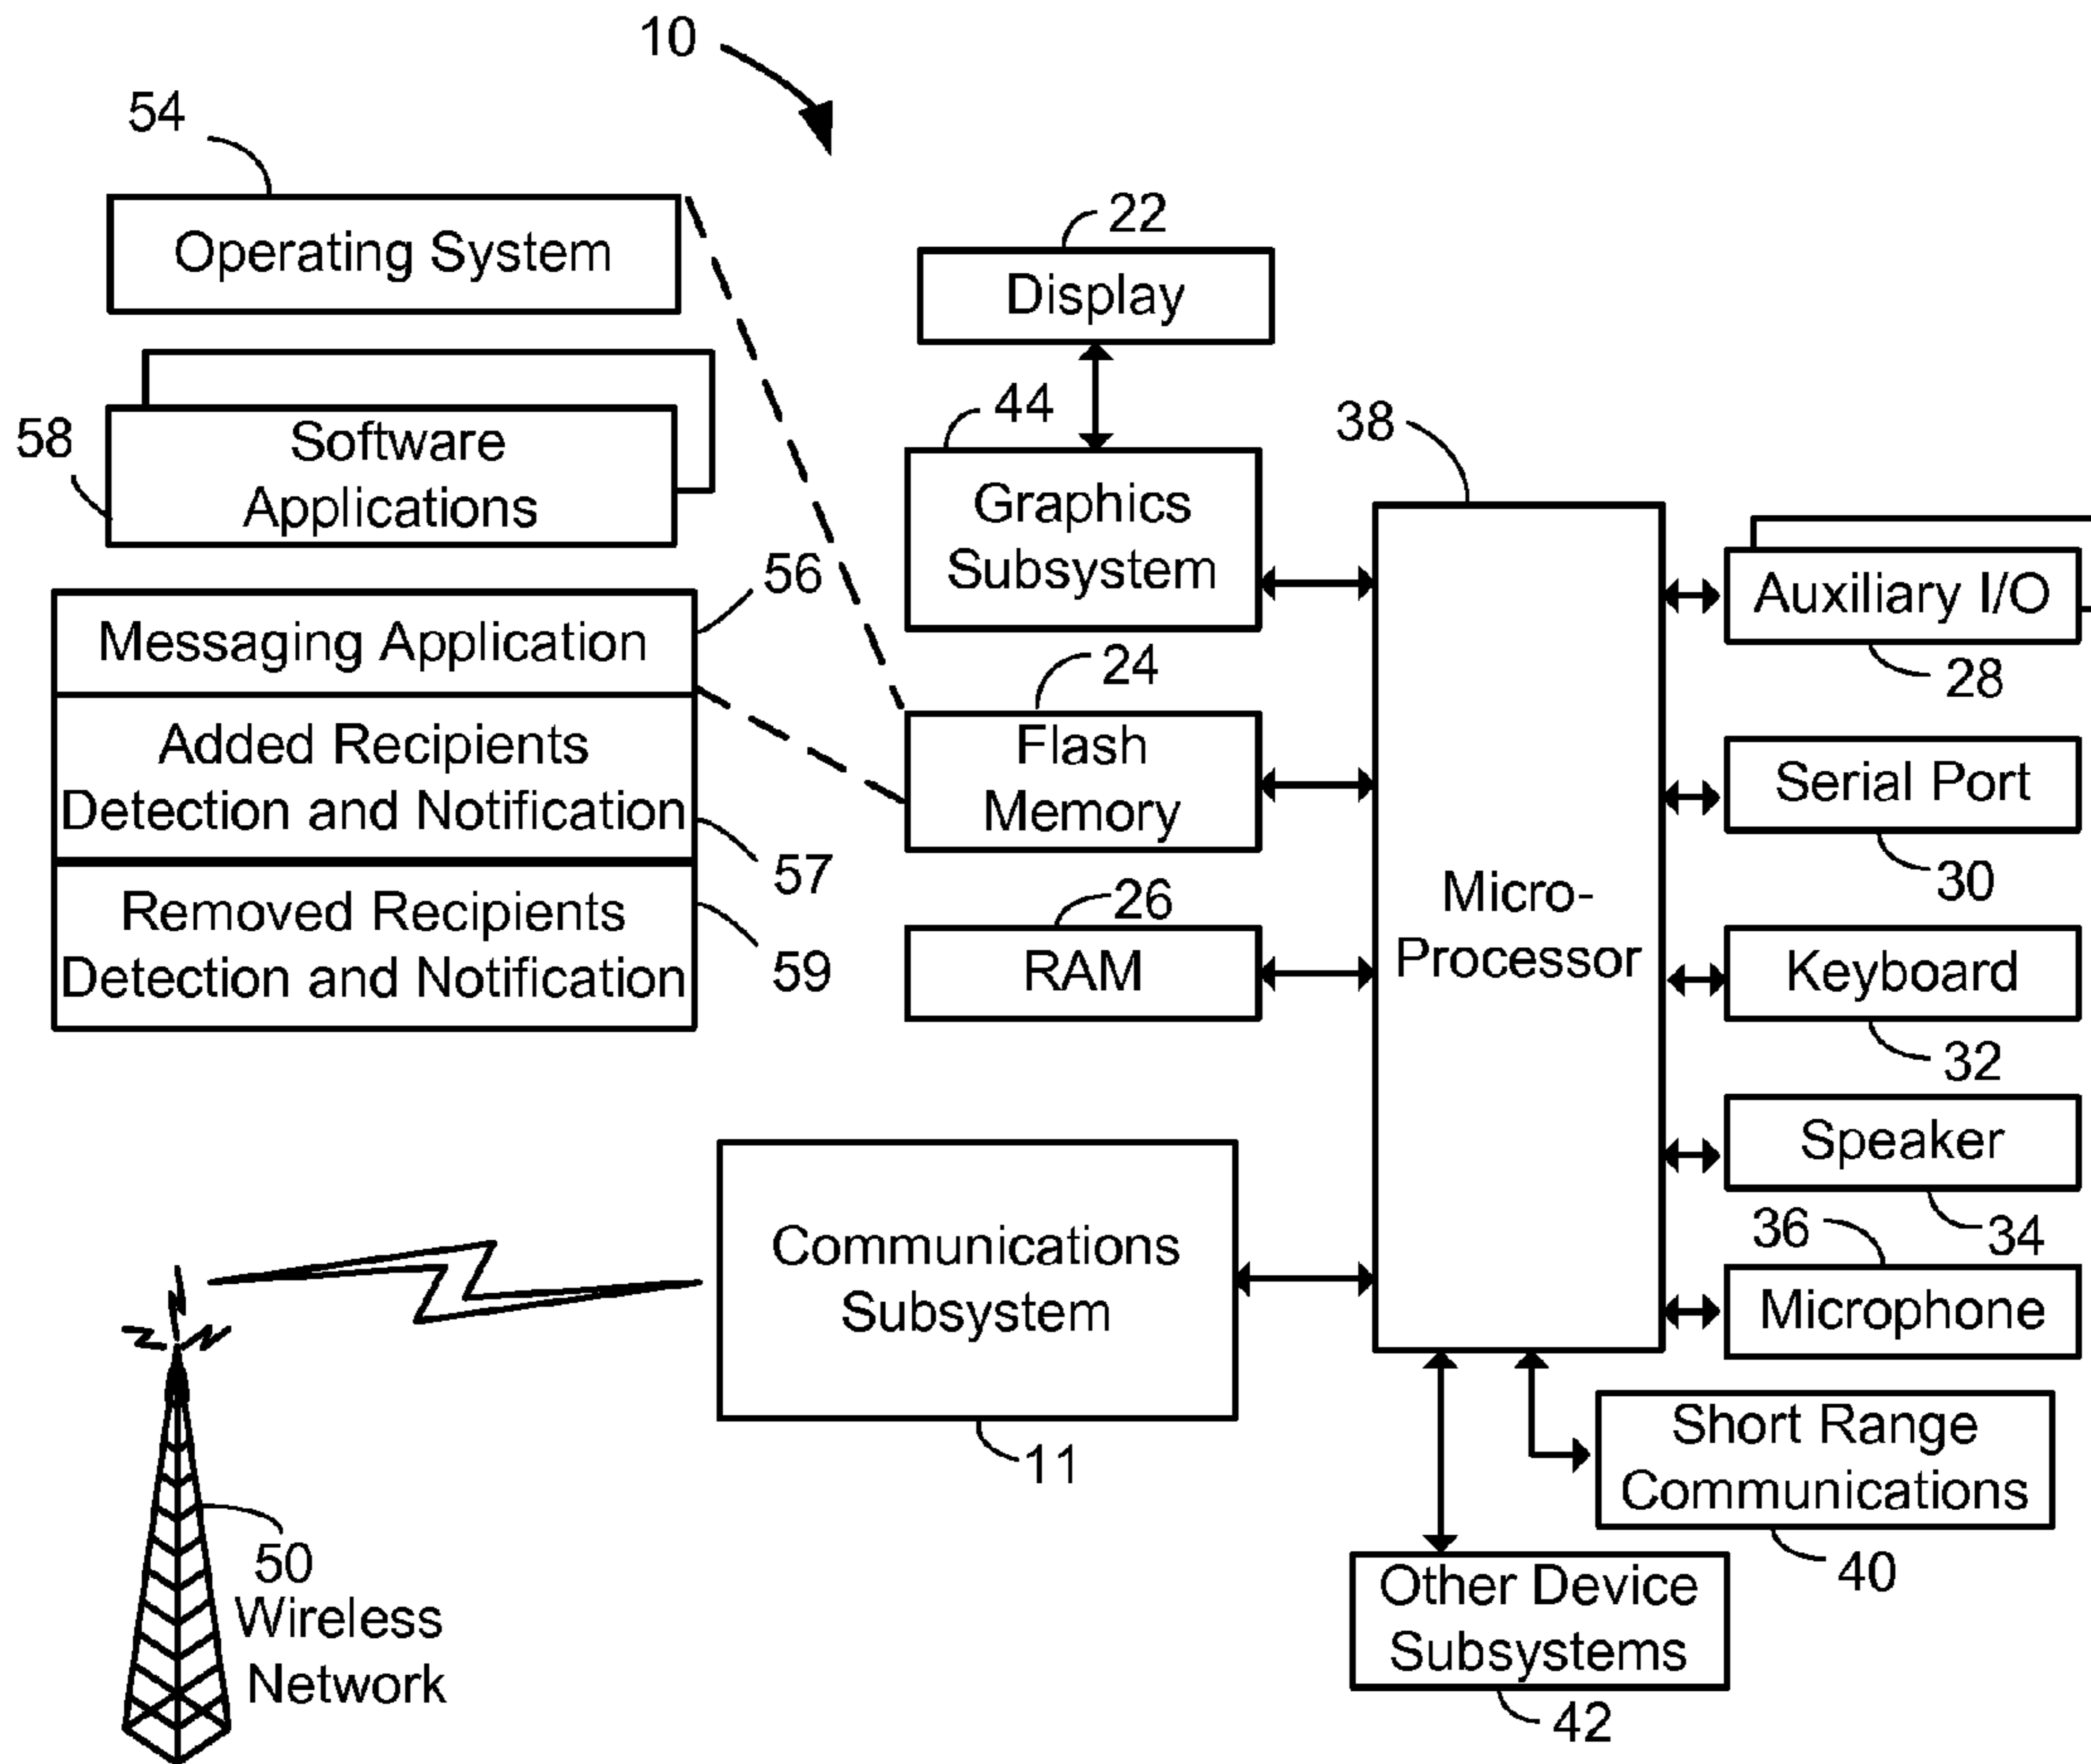 10
54
Operating System
22
Display
58
Software
Applications
44
Graphics
Subsystem
38
Micro-
Processor
Auxiliary I/O
28
56
Messaging Application
Added Recipients
Detection and Notification
57
Removed Recipients
Detection and Notification
59
24
Flash
Memory
26
RAM
Serial Port
30
Keyboard
32
Speaker
34
36
Microphone
Communications
Subsystem
11
Short Range
Communications
40
Other Device
Subsystems
42
50
Wireless
Network